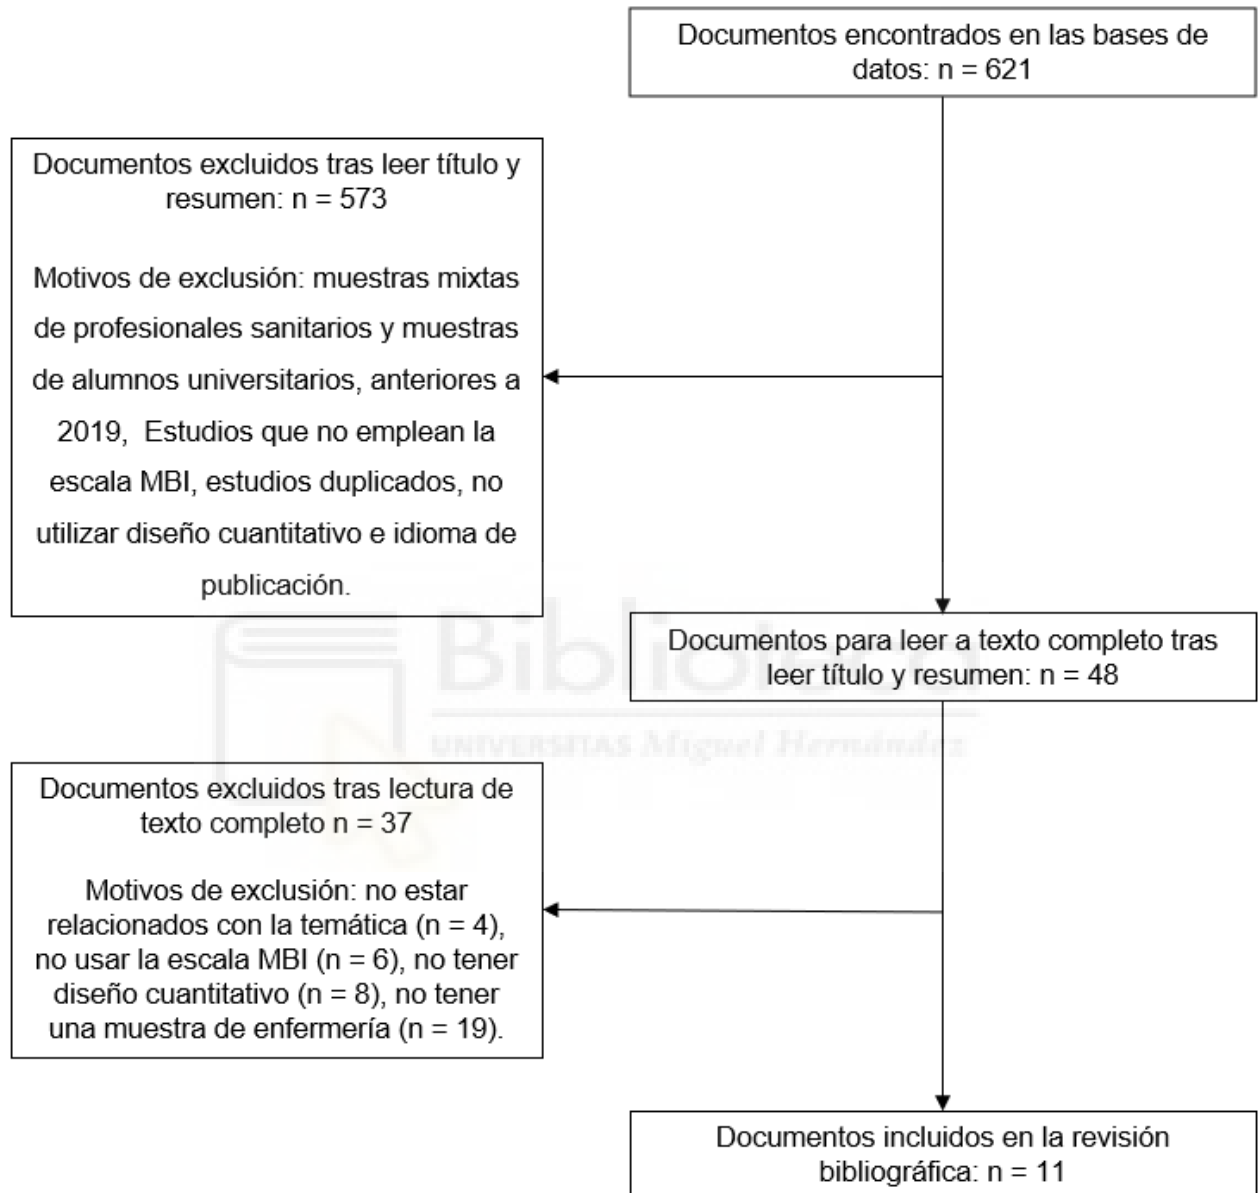 Documentos encontrados en las bases de
datos: n = 621
Documentos excluidos tras leer título y
resumen: n = 573
Motivos de exclusión: muestras mixtas
de profesionales sanitarios y muestras
de alumnos universitarios, anteriores a
2019, Estudios que no emplean la
escala MBI, estudios duplicados, no
utilizar diseño cuantitativo e idioma de
publicación.
Documentos para leer a texto completo tras
leer título y resumen: n = 48
Biblioteca
UNIVERSITAS Miguel Hernández
Documentos excluidos tras lectura de
texto completo n = 37
Motivos de exclusión: no estar
relacionados con la temática (n = 4),
no usar la escala MBI (n = 6), no tener
diseño cuantitativo (n = 8), no tener
una muestra de enfermería (n = 19).
Documentos incluidos en la revisión
bibliográfica: n = 11